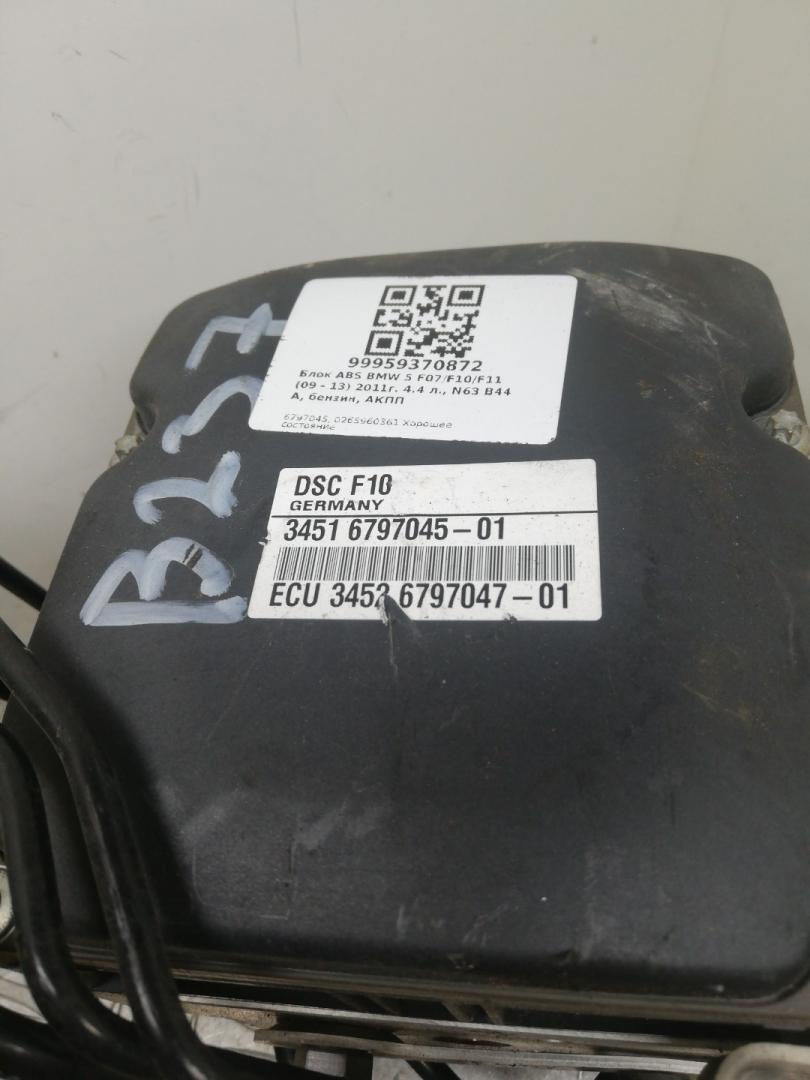 99959370872
Блок ABS BMW 5 F07/F10/F11
(09 - 13) 2011г. 4.4 л., N63 B44
A, бензин, АКПП
6797045, 0265960361 Хорошее
состояние
B237
DSC F10
GERMANY
3451 6797045-01
ECU 3452 6797047-01